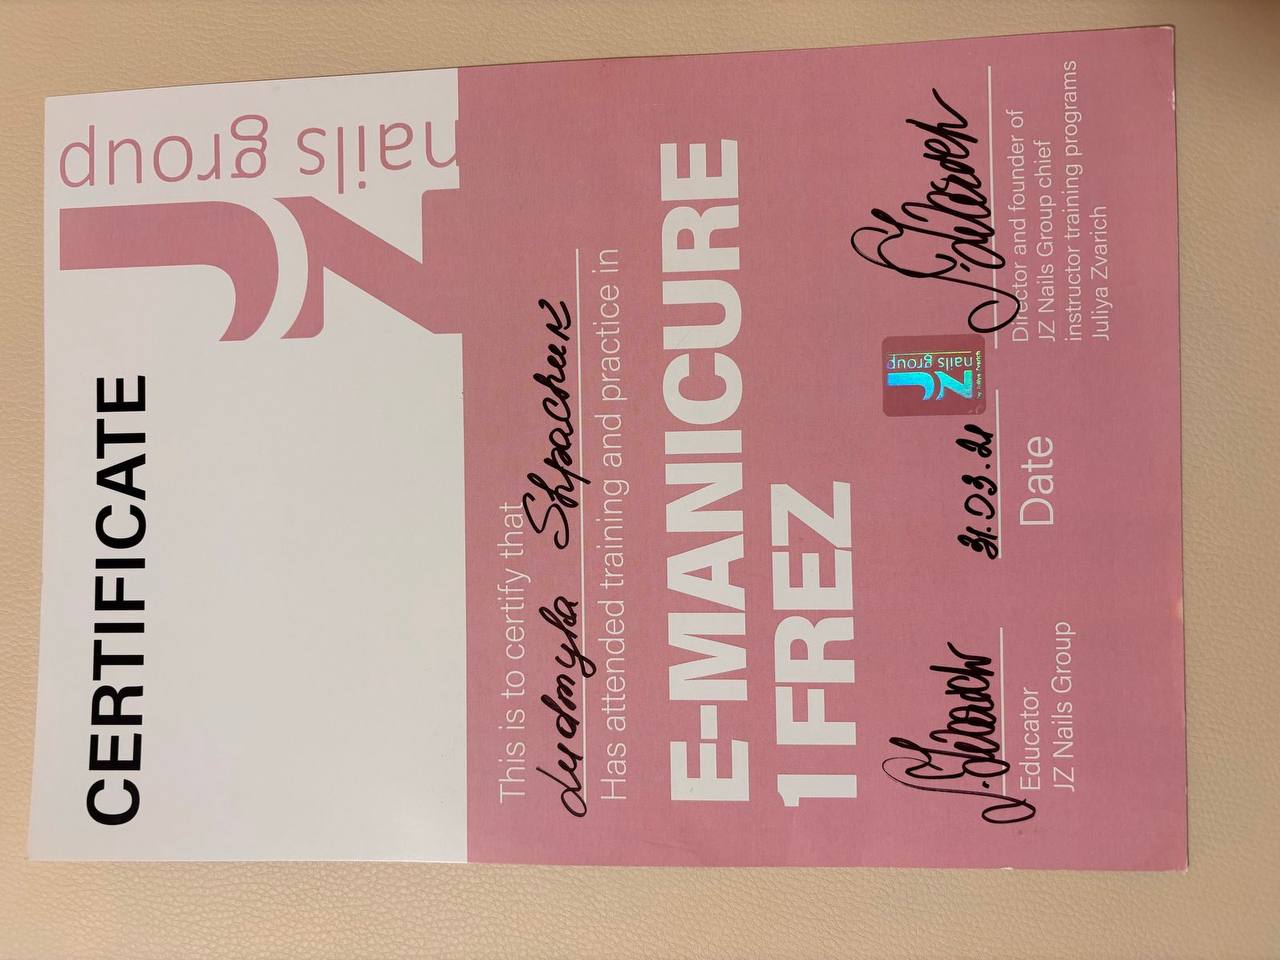 CERTIFICATE
JZ nails group
This is to certify that
Ludmyla Shpachuk
Has attended training and practice in
E-MANICURE
1 FREZ
31.03.21
JZ nails group
by Juliya Zvarich
Educator
JZ Nails Group
Date
Director and founder of
JZ Nails Group chief
instructor training programs
Juliya Zvarich